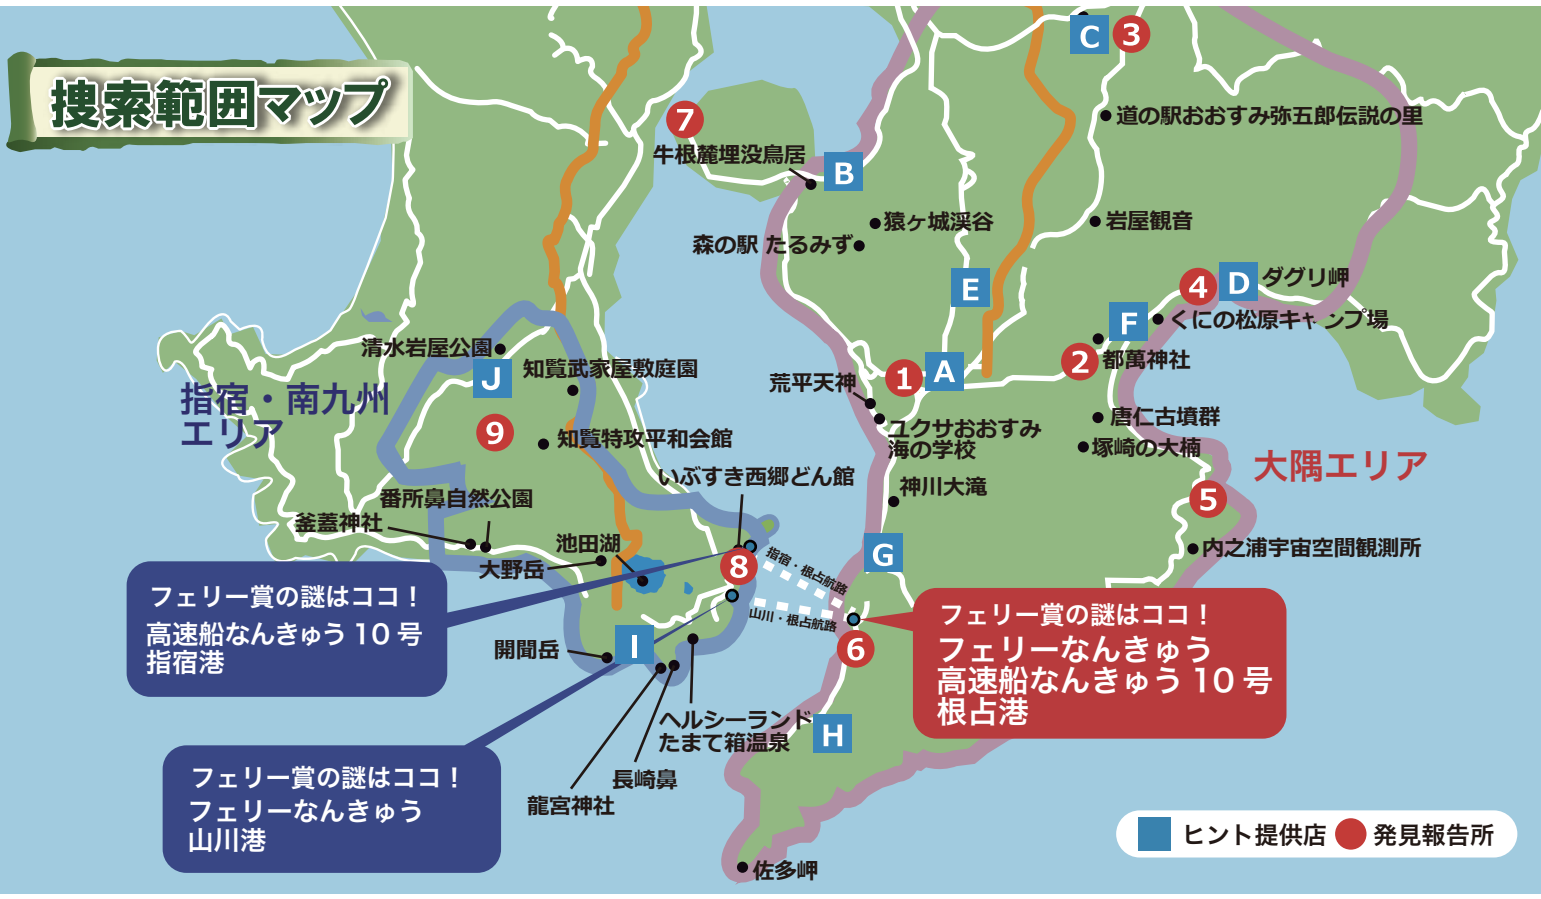 捜索範囲マップ
C
3
道の駅おおすみ弥五郎伝説の里
7
牛根麓埋没鳥居
B
猿ヶ城渓谷
岩屋観音
森の駅 たるみず
E
4
D
ダグリ岬
F
くにの松原キャンプ場
清水岩屋公園
J
知覧武家屋敷庭園
2
都萬神社
1
A
荒平天神
指宿・南九州
エリア
9
知覧特攻平和会館
ユクサおおすみ
海の学校
唐仁古墳群
塚崎の大楠
大隅エリア
いぶすき西郷どん館
神川大滝
番所鼻自然公園
釜蓋神社
5
池田湖
大野岳
G
内之浦宇宙空間観測所
8
指宿・根占航路
山川・根占航路
フェリー賞の謎はココ！
高速船なんきゅう10号
指宿港
フェリー賞の謎はココ！
フェリーなんきゅう
高速船なんきゅう10号
根占港
6
開聞岳
I
ヘルシーランド
たまて箱温泉
H
長崎鼻
龍宮神社
フェリー賞の謎はココ！
フェリーなんきゅう
山川港
佐多岬
ヒント提供店
発見報告所